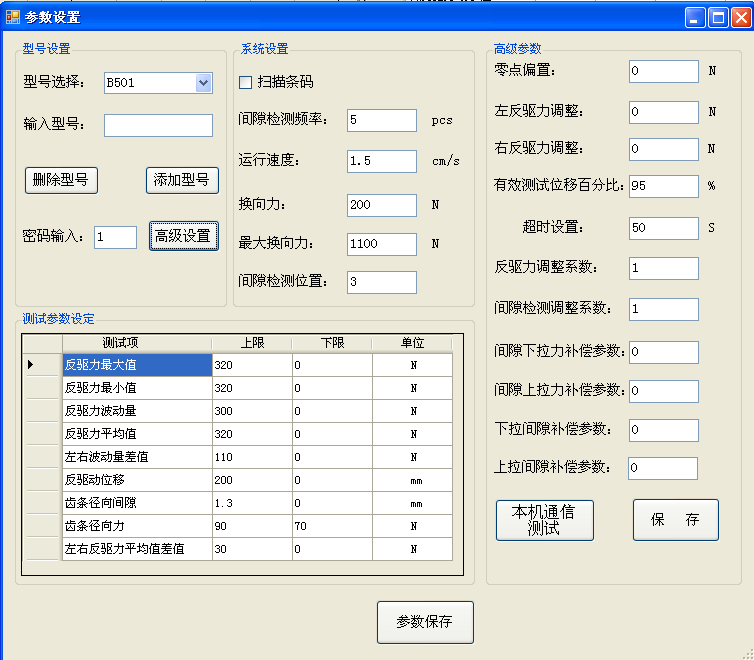 参数设置
型号设置
型号选择： B501
输入型号：
删除型号 添加型号
密码输入： 1 高级设置
系统设置
扫描条码
间隙检测频率： 5 pcs
运行速度： 1.5 cm/s
换向力： 200 N
最大换向力： 1100 N
间隙检测位置： 3
高级参数
零点偏置： 0 N
左反驱力调整： 0 N
右反驱力调整： 0 N
有效测试位移百分比： 95 %
超时设置： 50 S
反驱力调整系数： 1
间隙检测调整系数： 1
间隙下拉力补偿参数： 0
间隙上拉力补偿参数： 0
下拉间隙补偿参数： 0
上拉间隙补偿参数： 0
本机通信
测试
保 存
测试参数设定
测试项 上限 下限 单位
反驱力最大值 320 0 N
反驱力最小值 320 0 N
反驱力波动量 300 0 N
反驱力平均值 320 0 N
左右波动量差值 110 0 N
反驱动位移 200 0 mm
齿条径向间隙 1.3 0 mm
齿条径向力 90 70 N
左右反驱力平均值差值 30 0 N
参数保存